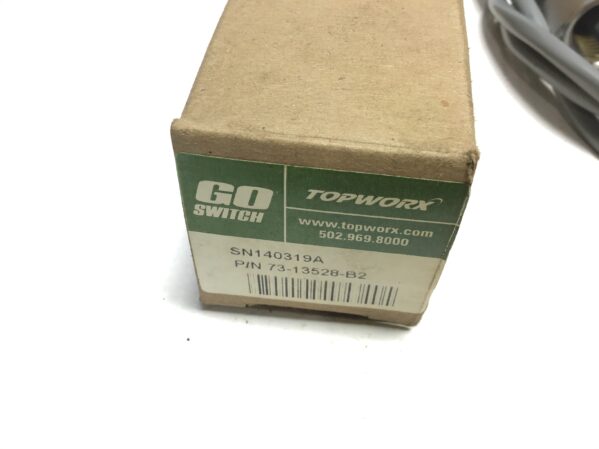 GO
SWITCH
TOPWORX
www.topworx.com
502.969.8000
SN140319A
P/N 73-13528-B2